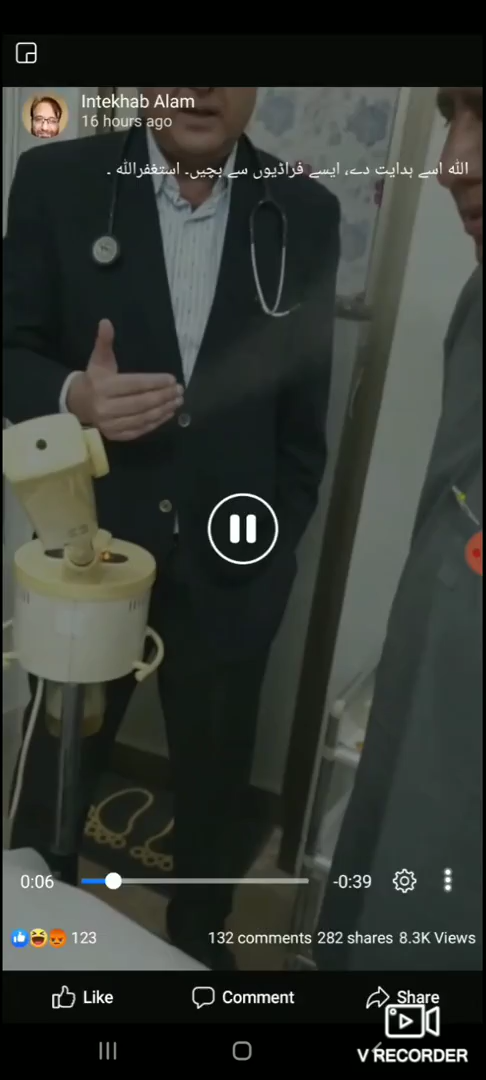 Intekhab Alam
16 hours ago
اللہ اسے ہدایت دے، ایسے فراڈیوں سے بچیں۔ استغفراللہ ۔
0:06
-0:39
123
132 comments 282 shares 8.3K Views
Like
Comment
Share
V RECORDER